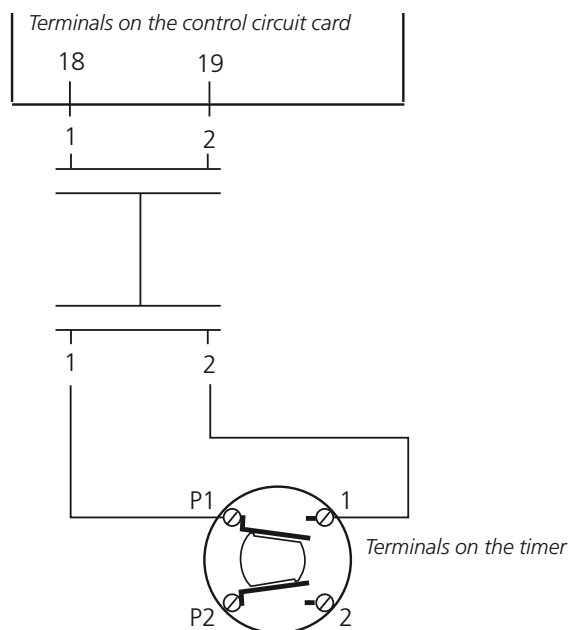 Terminals on the control circuit card
18 19
1 2
1 2
P1 1
Terminals on the timer
P2 2